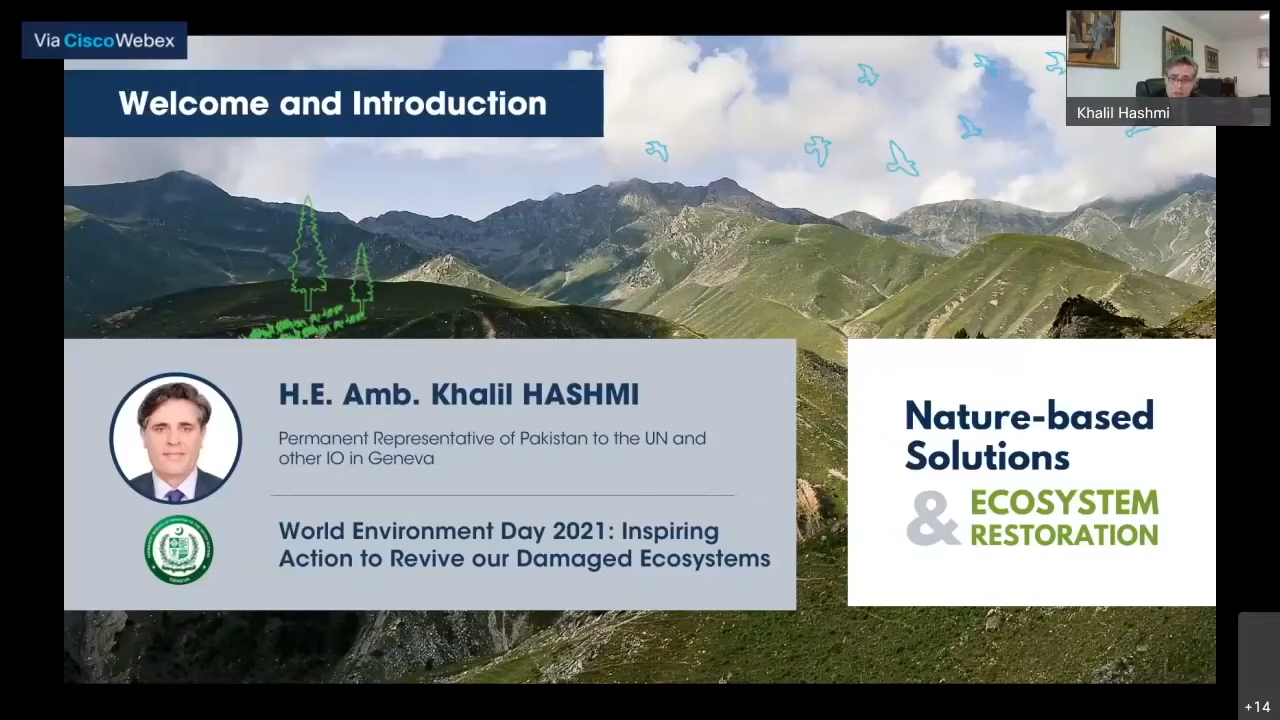 Via CiscoWebex
Welcome and Introduction
Khalil Hashmi
H.E. Amb. Khalil HASHMI
Permanent Representative of Pakistan to the UN and
other IO in Geneva
World Environment Day 2021: Inspiring
Action to Revive our Damaged Ecosystems
GENEVA
Nature-based
Solutions
& ECOSYSTEM
RESTORATION
+14